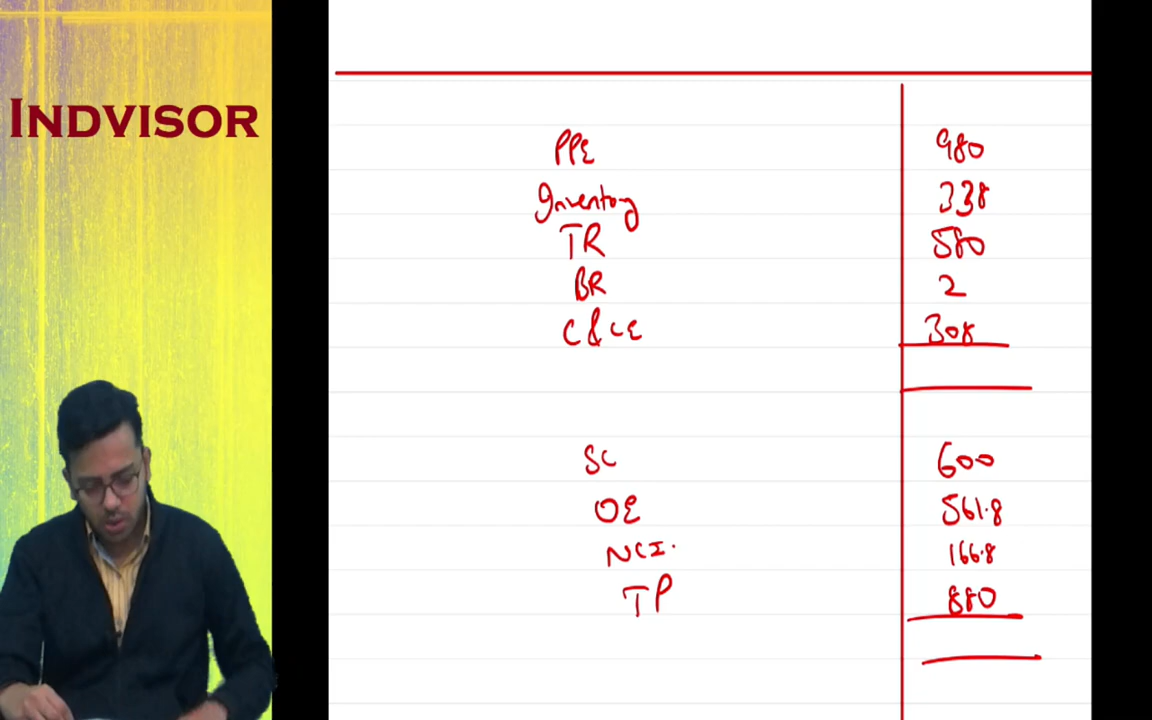 INDVISOR
PPE 980
Inventory 338
TR 580
BR 2
C & CE 308
SC 600
OE 561.8
NCI. 166.8
TP 880